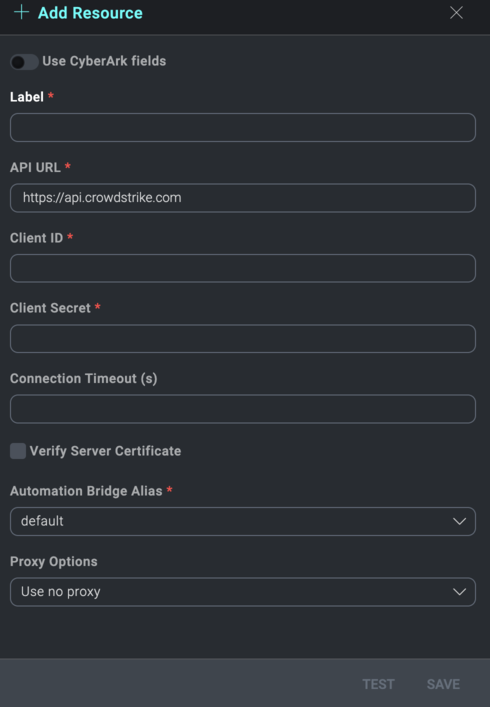 + Add Resource
Use CyberArk fields
Label *
API URL *
https://api.crowdstrike.com
Client ID *
Client Secret *
Connection Timeout (s)
Verify Server Certificate
Automation Bridge Alias *
default
Proxy Options
Use no proxy
TEST SAVE